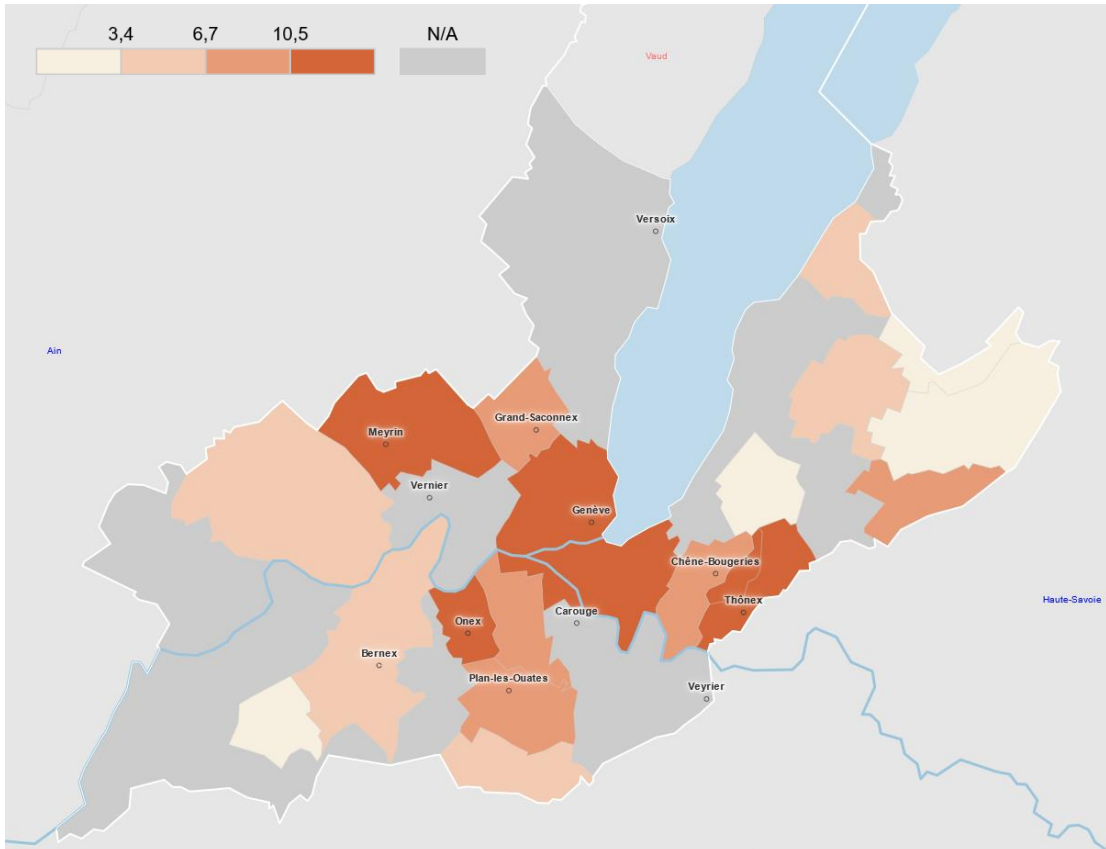 3,4 6,7 10,5 N/A
Vaud
Versoix
Ain
Grand-Saconnex
Meyrin
Vernier
Genève
Chêne-Bougeries
Haute-Savoie
Thônex
Carouge
Onex
Bernex
Plan-les-Ouates
Veyrier